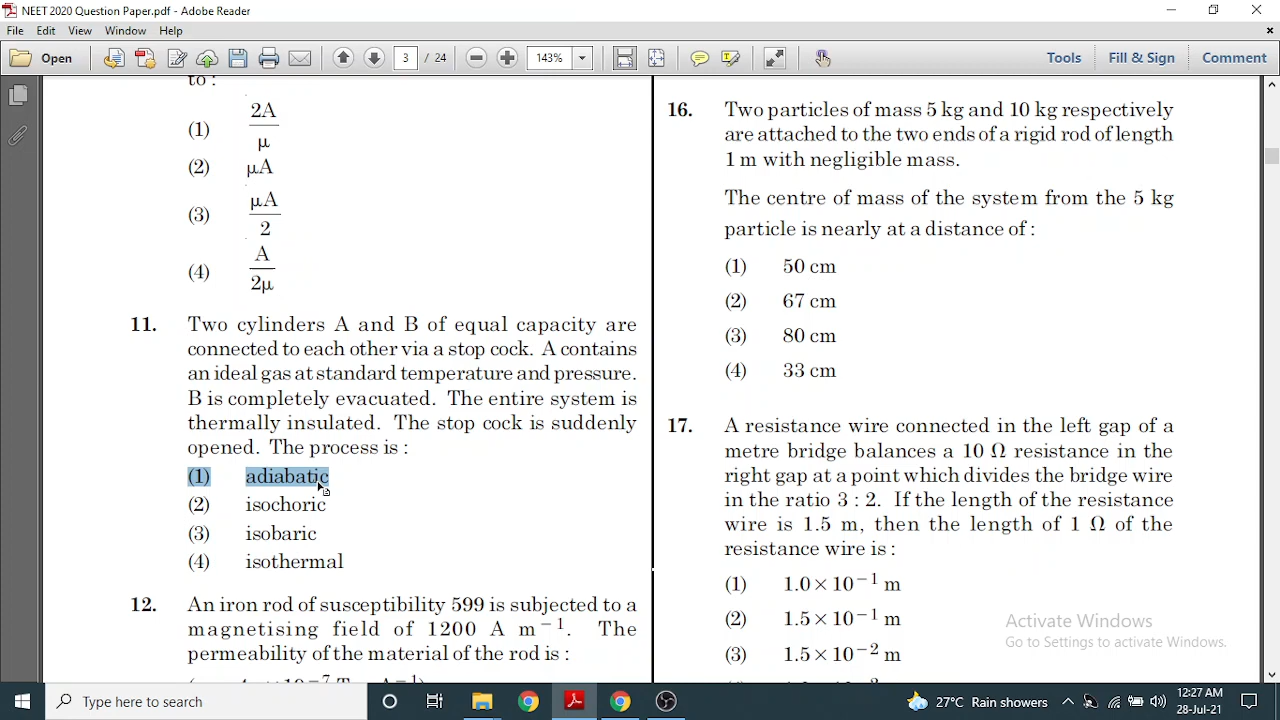 NEET 2020 Question Paper.pdf - Adobe Reader
File Edit View Window Help
Open 3 / 24 143% Tools Fill & Sign Comment
to :
(1) 2A/μ
(2) μA
(3) μA/2
(4) A/2μ
11. Two cylinders A and B of equal capacity are
connected to each other via a stop cock. A contains
an ideal gas at standard temperature and pressure.
B is completely evacuated. The entire system is
thermally insulated. The stop cock is suddenly
opened. The process is :
(1) adiabatic
(2) isochoric
(3) isobaric
(4) isothermal
12. An iron rod of susceptibility 599 is subjected to a
magnetising field of 1200 A m⁻¹. The
permeability of the material of the rod is :
16. Two particles of mass 5 kg and 10 kg respectively
are attached to the two ends of a rigid rod of length
1 m with negligible mass.
The centre of mass of the system from the 5 kg
particle is nearly at a distance of :
(1) 50 cm
(2) 67 cm
(3) 80 cm
(4) 33 cm
17. A resistance wire connected in the left gap of a
metre bridge balances a 10 Ω resistance in the
right gap at a point which divides the bridge wire
in the ratio 3 : 2. If the length of the resistance
wire is 1.5 m, then the length of 1 Ω of the
resistance wire is :
(1) 1.0 × 10⁻¹ m
(2) 1.5 × 10⁻¹ m
(3) 1.5 × 10⁻² m
Activate Windows
Go to Settings to activate Windows.
Type here to search
27°C Rain showers
12:27 AM
28-Jul-21